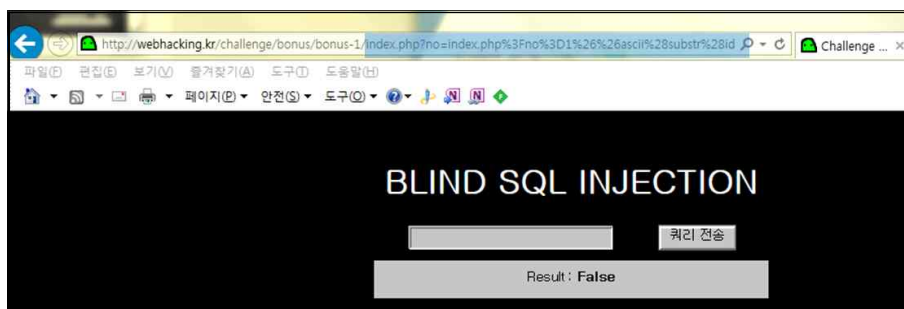 http://webhacking.kr/challenge/bonus/bonus-1/index.php?no=index.php%3Fno%3D1%26%26ascii%28substr%28id
Challenge ...
파일(F) 편집(E) 보기(V) 즐겨찾기(A) 도구(T) 도움말(H)
페이지(P) 안전(S) 도구(O)
BLIND SQL INJECTION
쿼리 전송
Result : False